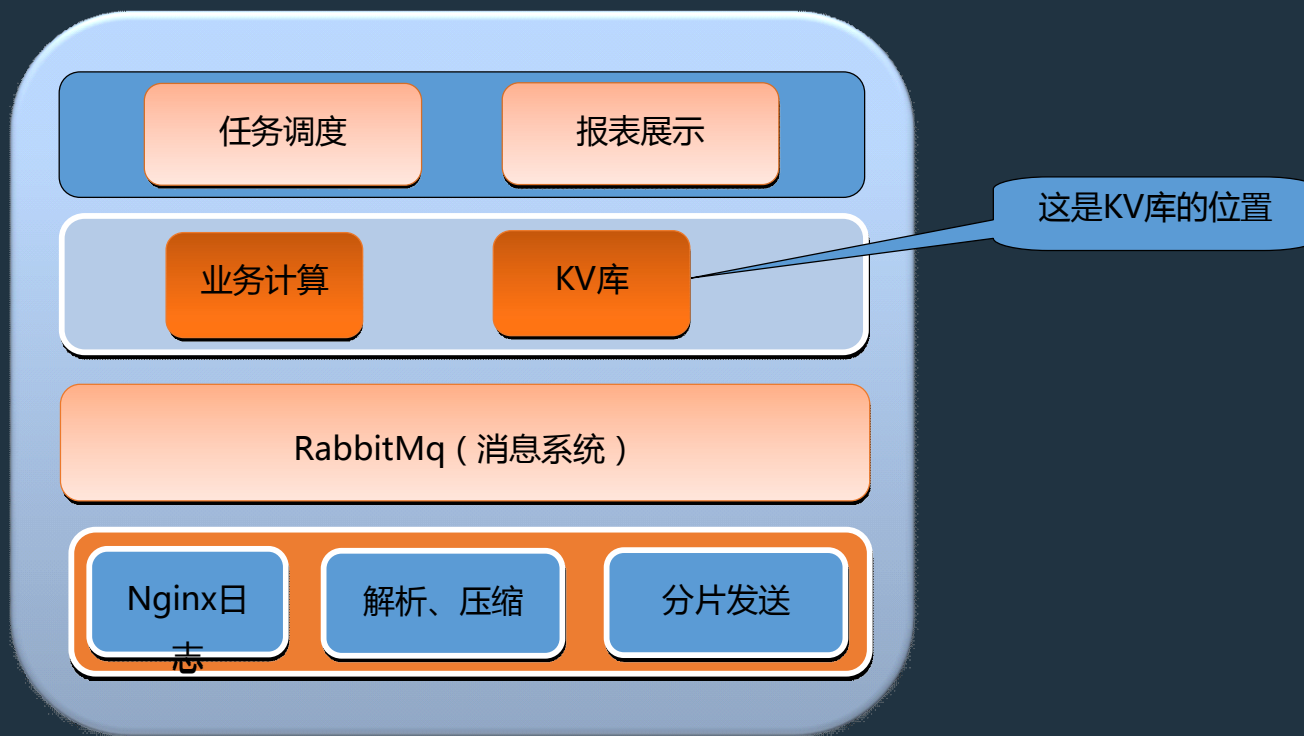 任务调度
报表展示
这是KV库的位置
业务计算
KV库
RabbitMq（消息系统）
Nginx日
志
解析、压缩
分片发送